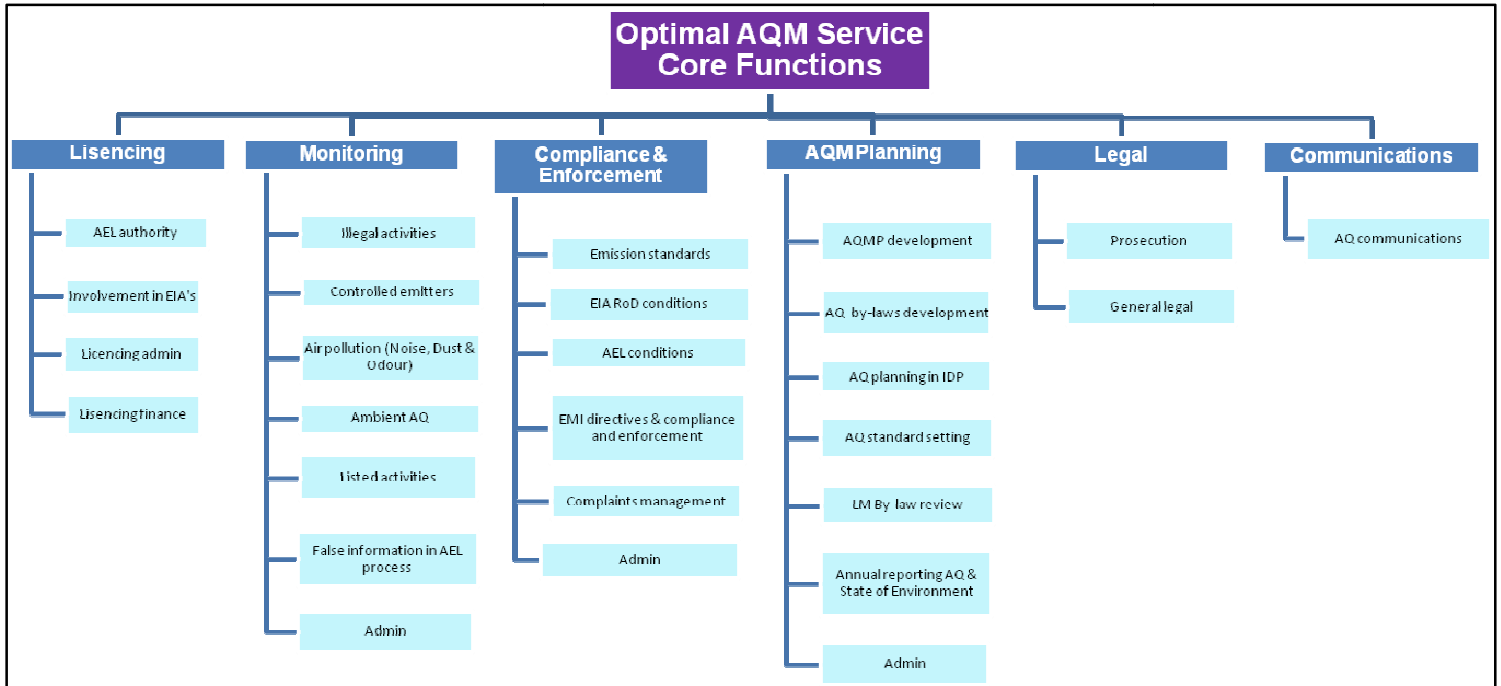 Optimal AQM Service
Core Functions
Lisencing
AEL authority
Involvement in EIA's
Licencing admin
Lisencing finance
Monitoring
Illegal activities
Controlled emitters
Air pollution (Noise, Dust &
Odour)
Ambient AQ
Listed activities
False information in AEL
process
Admin
Compliance &
Enforcement
Emission standards
EIA RoD conditions
AEL conditions
EMI directives & compliance
and enforcement
Complaints management
Admin
AQM Planning
AQMP development
AQ by-laws development
AQ planning in IDP
AQ standard setting
LM By-law review
Annual reporting AQ &
State of Environment
Admin
Legal
Prosecution
General legal
Communications
AQ communications